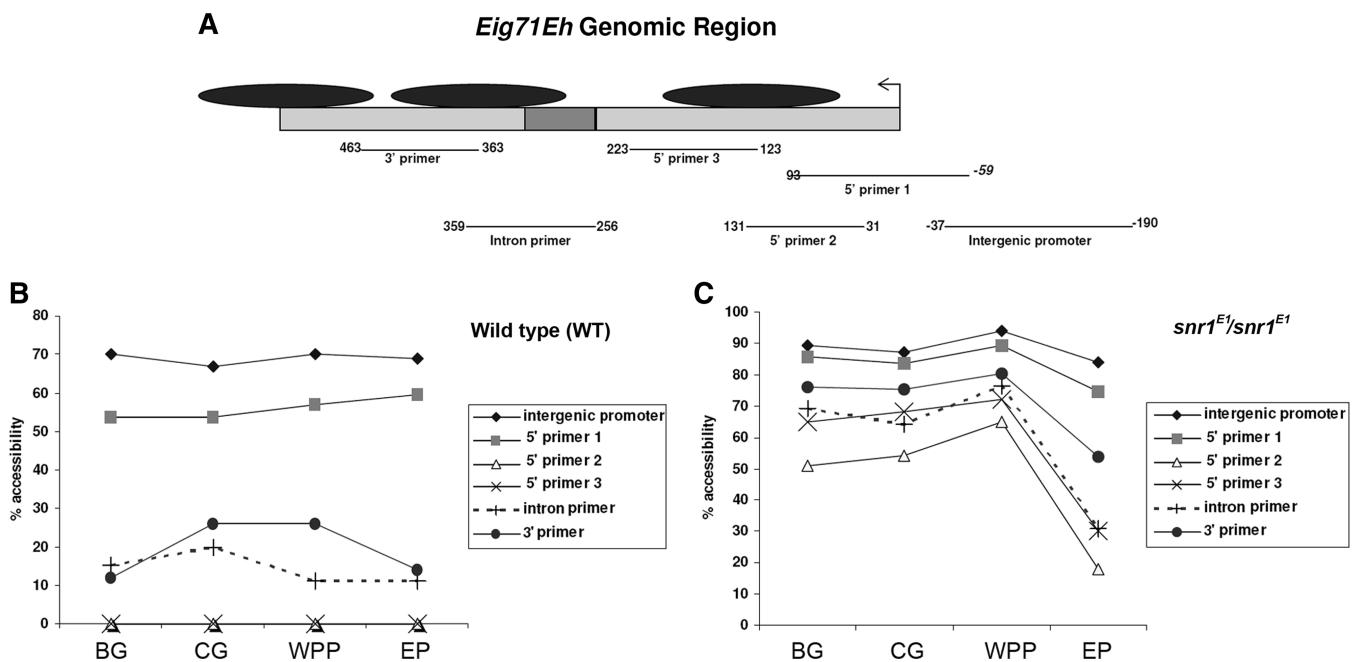 A
Eig71Eh Genomic Region
463 363
3' primer
223 123
5' primer 3
93 -59
5' primer 1
359 256
Intron primer
131 31
5' primer 2
-37 -190
Intergenic promoter
B
Wild type (WT)
% accessibility
80
70
60
50
40
30
20
10
0
BG CG WPP EP
intergenic promoter
5' primer 1
5' primer 2
5' primer 3
intron primer
3' primer
C
snr1E1/snr1E1
% accessibility
100
90
80
70
60
50
40
30
20
10
0
BG CG WPP EP
intergenic promoter
5' primer 1
5' primer 2
5' primer 3
intron primer
3' primer